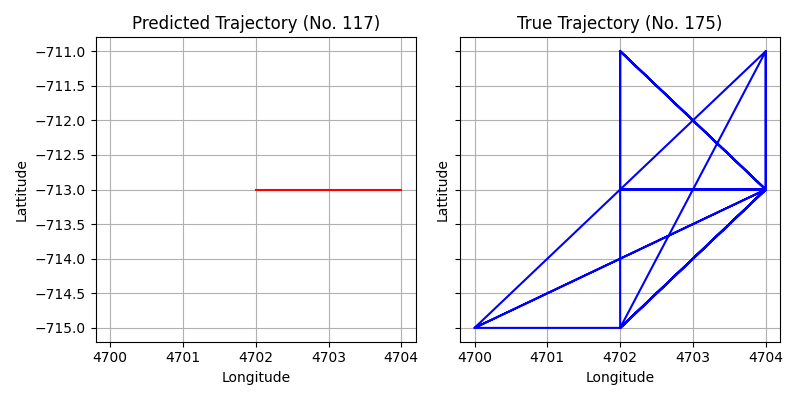 Predicted Trajectory (No. 117)
True Trajectory (No. 175)
−711.0
−711.5
−712.0
−712.5
−713.0
−713.5
−714.0
−714.5
−715.0
Lattitude
Lattitude
4700 4701 4702 4703 4704
4700 4701 4702 4703 4704
Longitude
Longitude